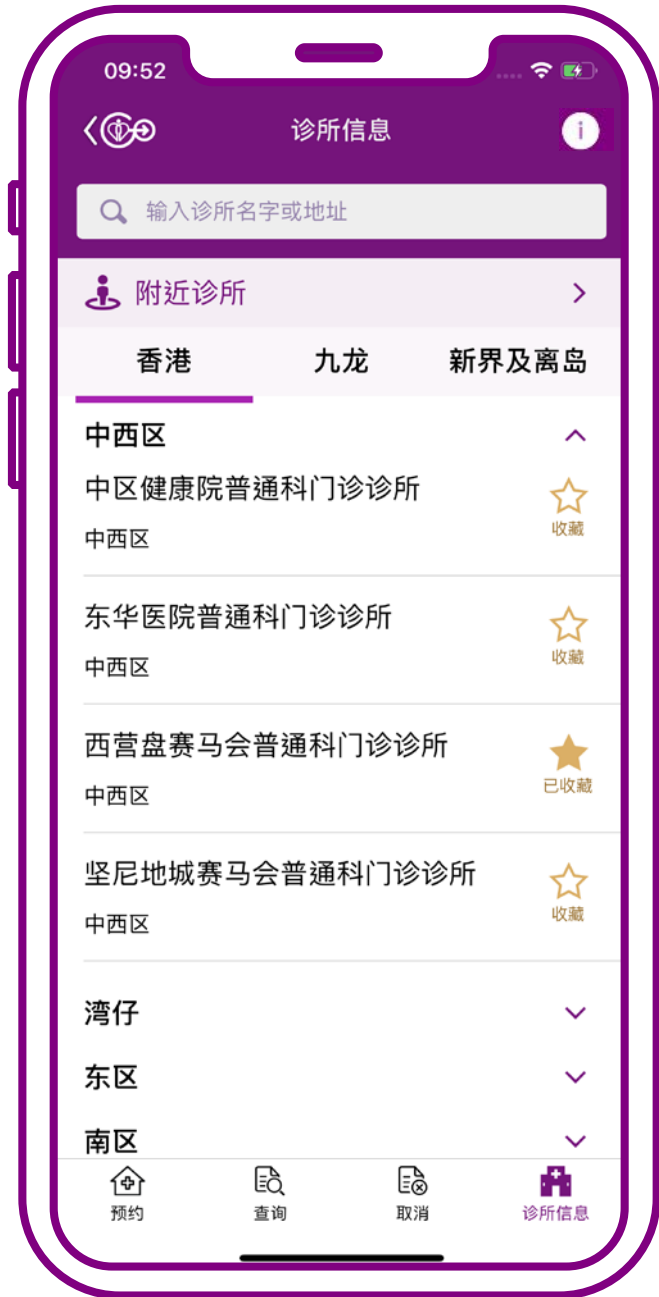 09:52
诊所信息
i
输入诊所名字或地址
附近诊所
香港 九龙 新界及离岛
中西区
中区健康院普通科门诊诊所
收藏
中西区
东华医院普通科门诊诊所
收藏
中西区
西营盘赛马会普通科门诊诊所
已收藏
中西区
坚尼地城赛马会普通科门诊诊所
收藏
中西区
湾仔
东区
南区
预约 查询 取消 诊所信息